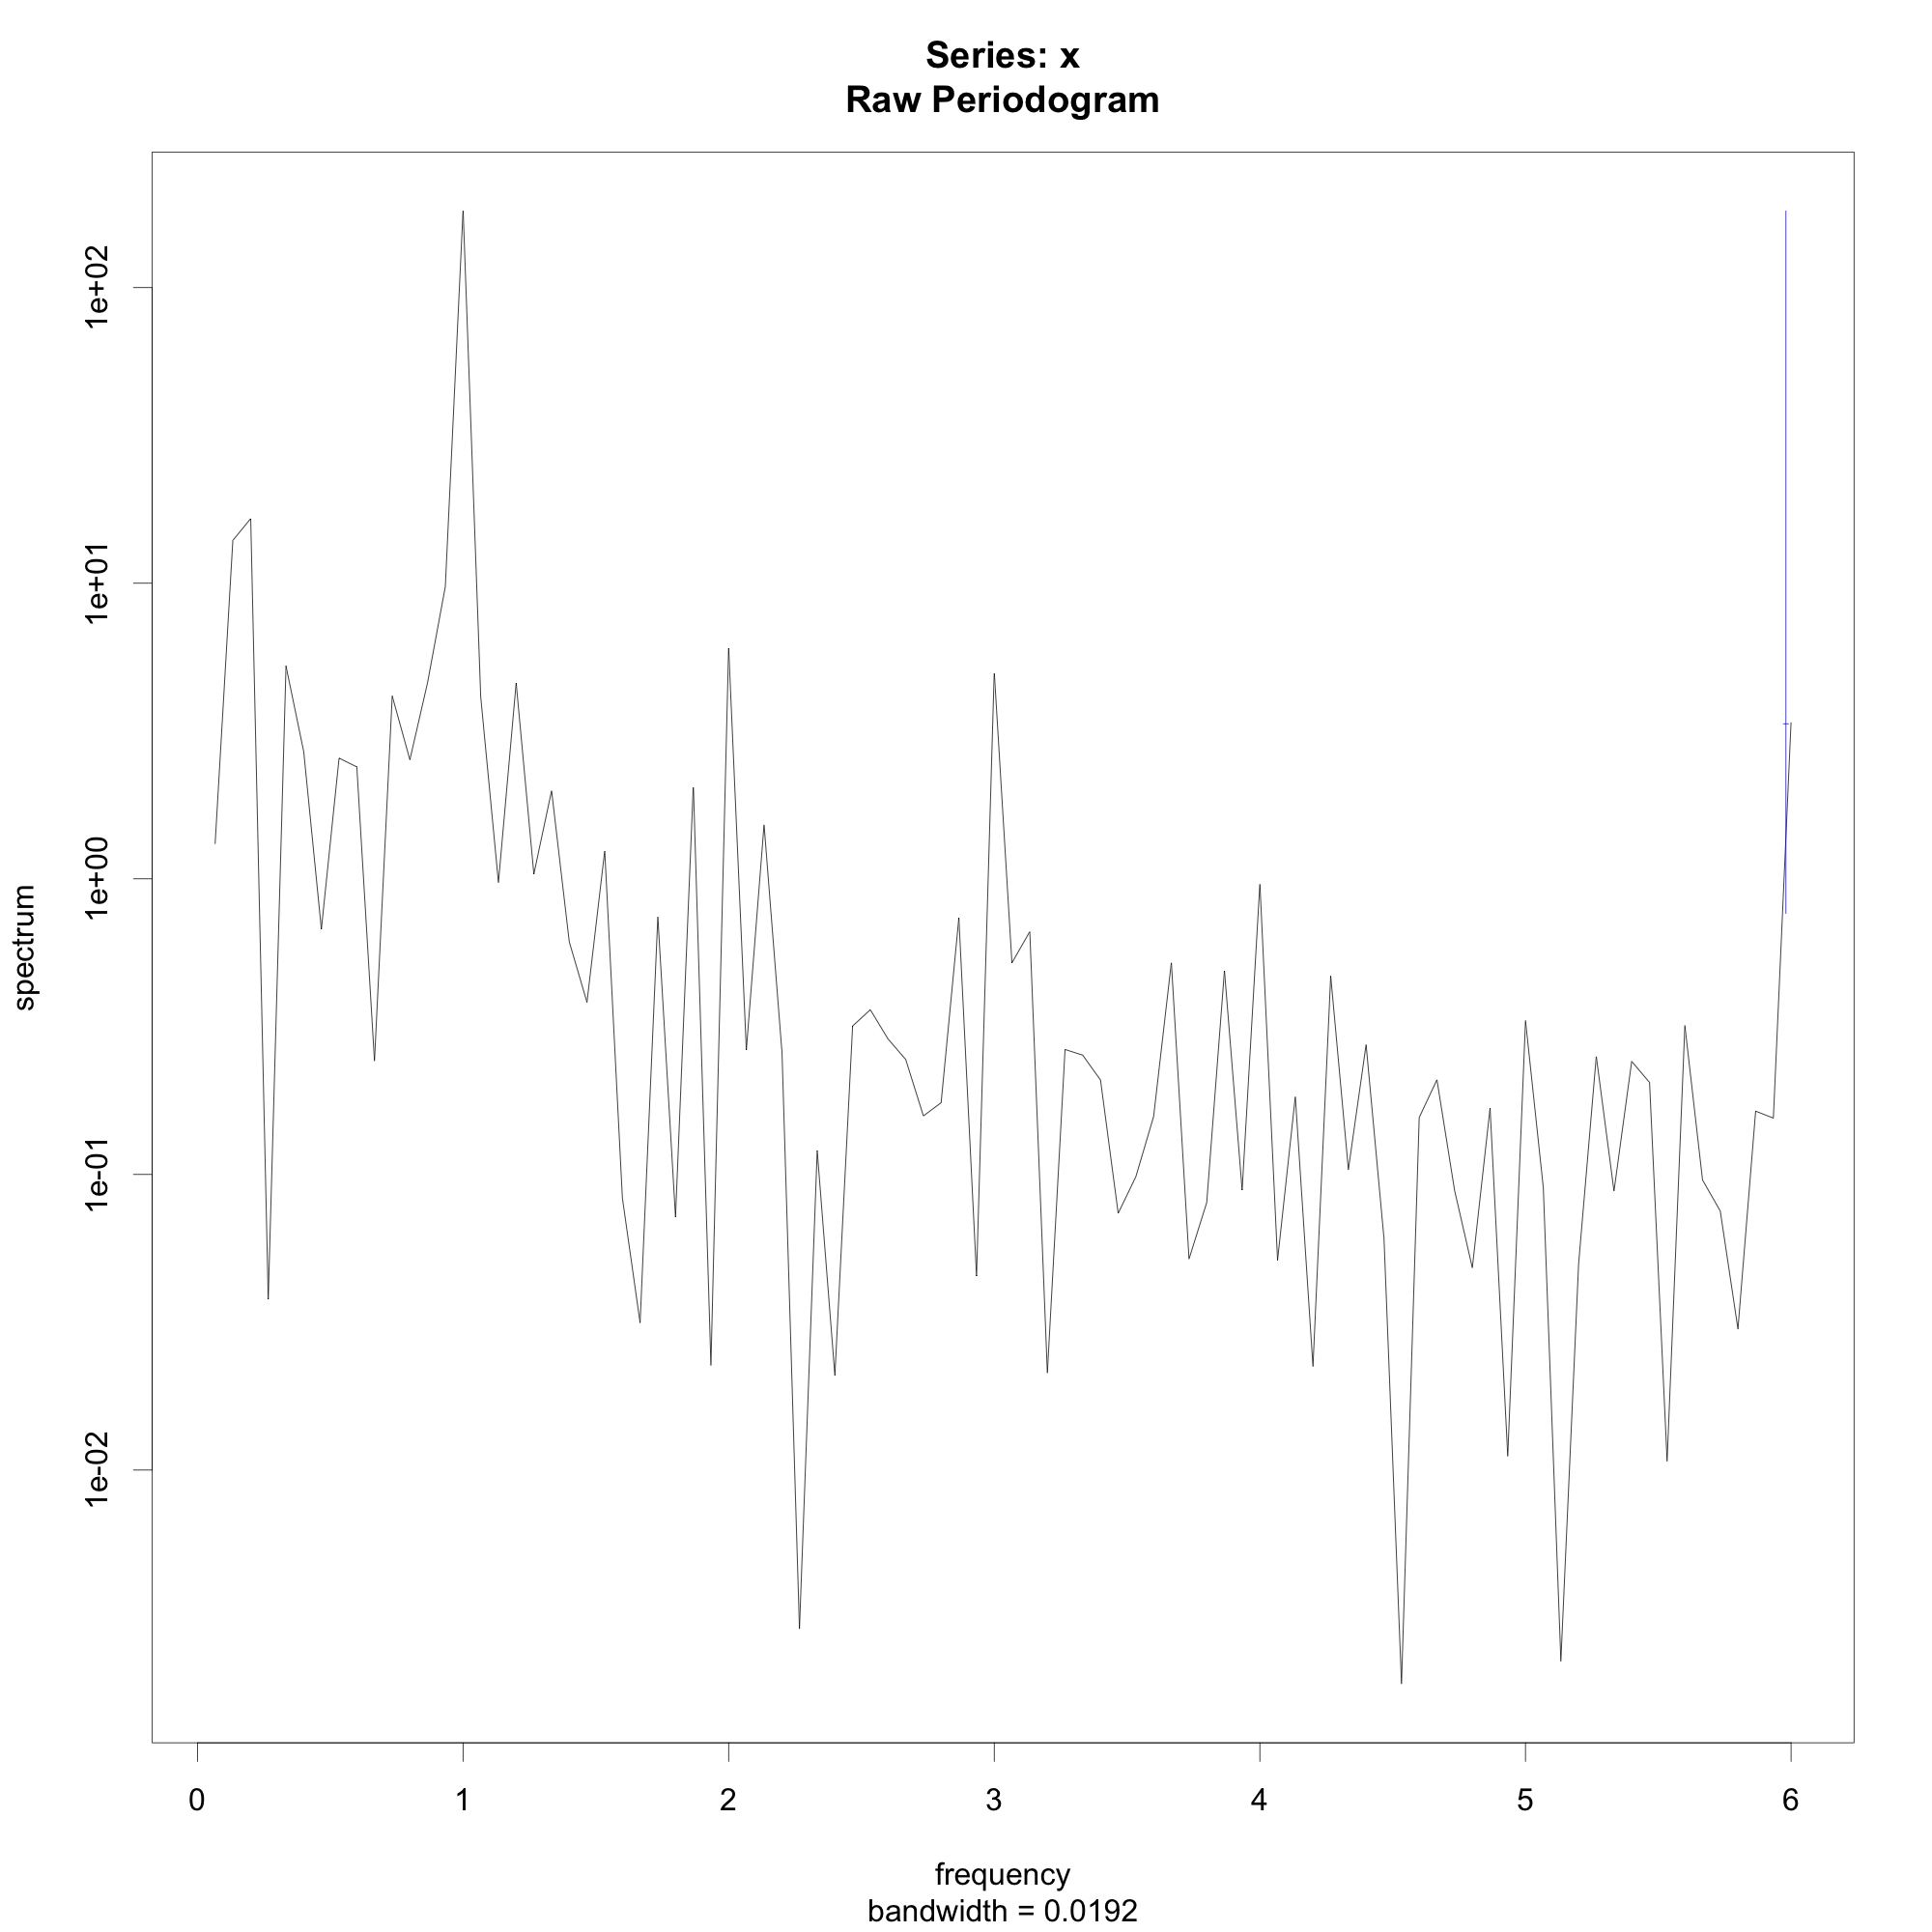 Series: x
Raw Periodogram
1e+02
1e+01
1e+00
1e-01
1e-02
spectrum
0 1 2 3 4 5 6
frequency
bandwidth = 0.0192